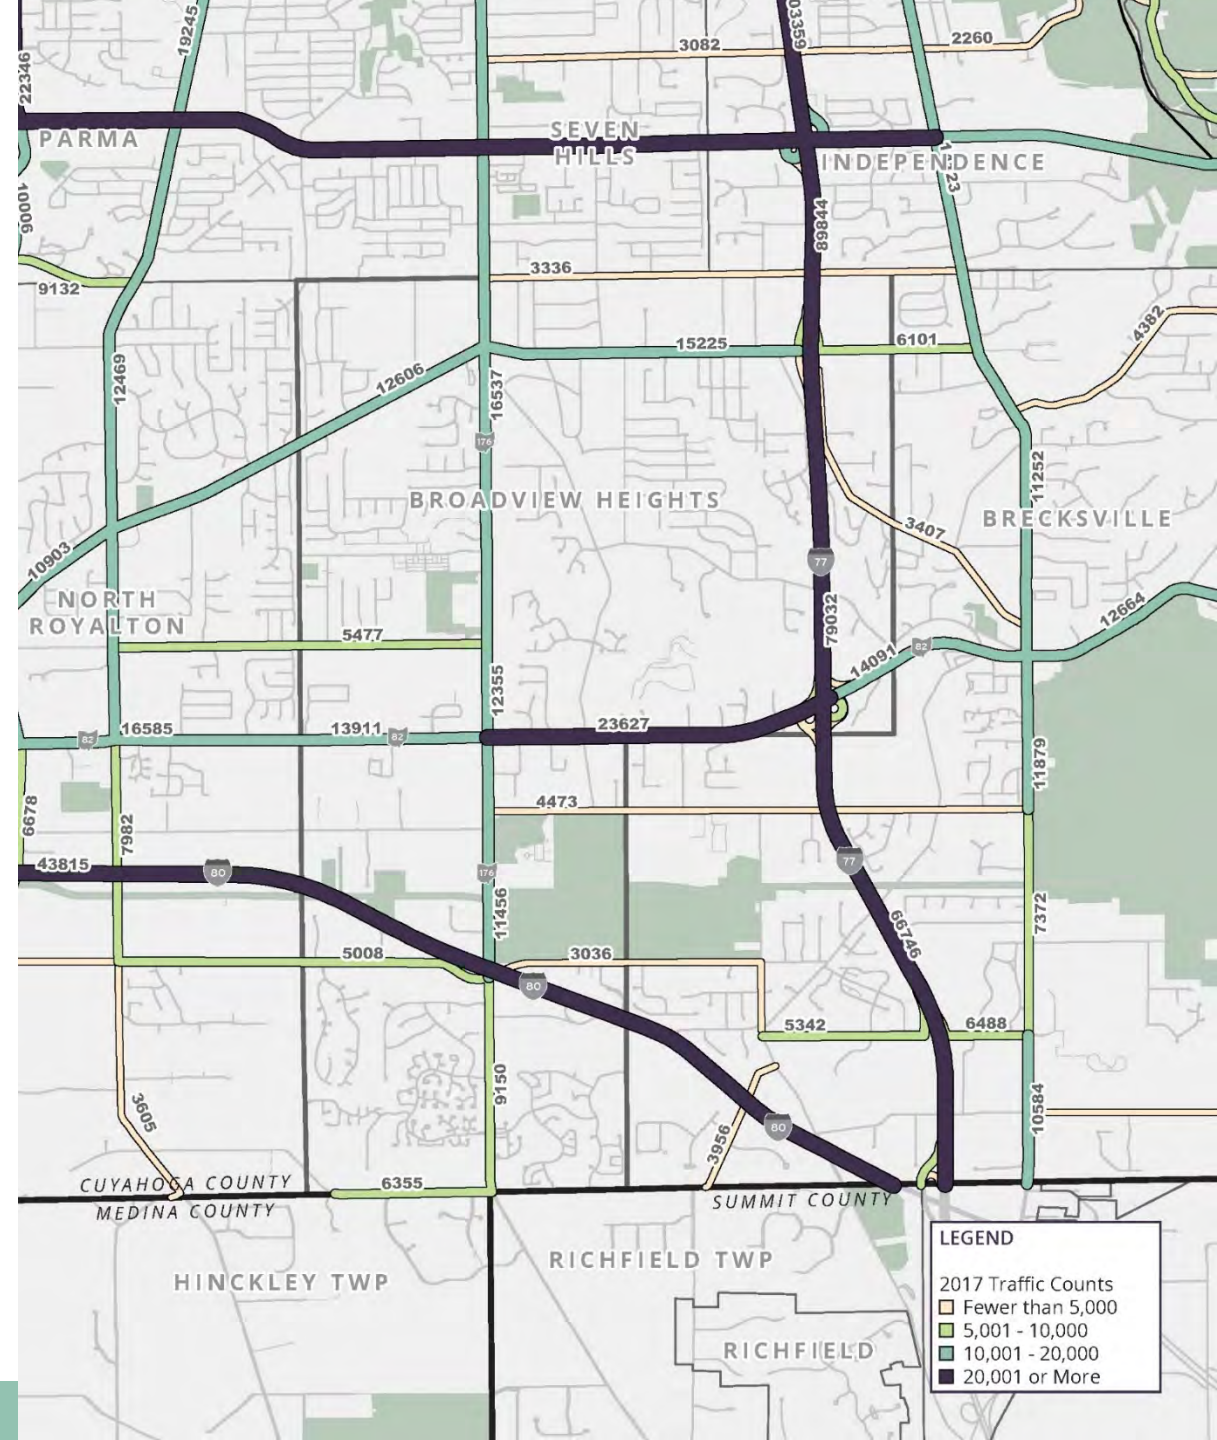 19245
22346
3082
03359
2260
PARMA
SEVEN
HILLS
INDEPENDENCE
10006
89844
9132
3336
4382
12469
12606
15225
6101
16537
176
11252
BROADVIEW HEIGHTS
BRECKSVILLE
3407
77
10903
NORTH
ROYALTON
79032
12664
5477
14091
82
12355
16585
13911
82
82
23627
11879
6678
7982
4473
43815
80
176
77
11456
7372
66746
5008
3036
80
5342
6488
9150
3605
3956
80
10584
CUYAHOGA COUNTY
6355
MEDINA COUNTY
SUMMIT COUNTY
HINCKLEY TWP
RICHFIELD TWP
RICHFIELD
LEGEND
2017 Traffic Counts
Fewer than 5,000
5,001 - 10,000
10,001 - 20,000
20,001 or More